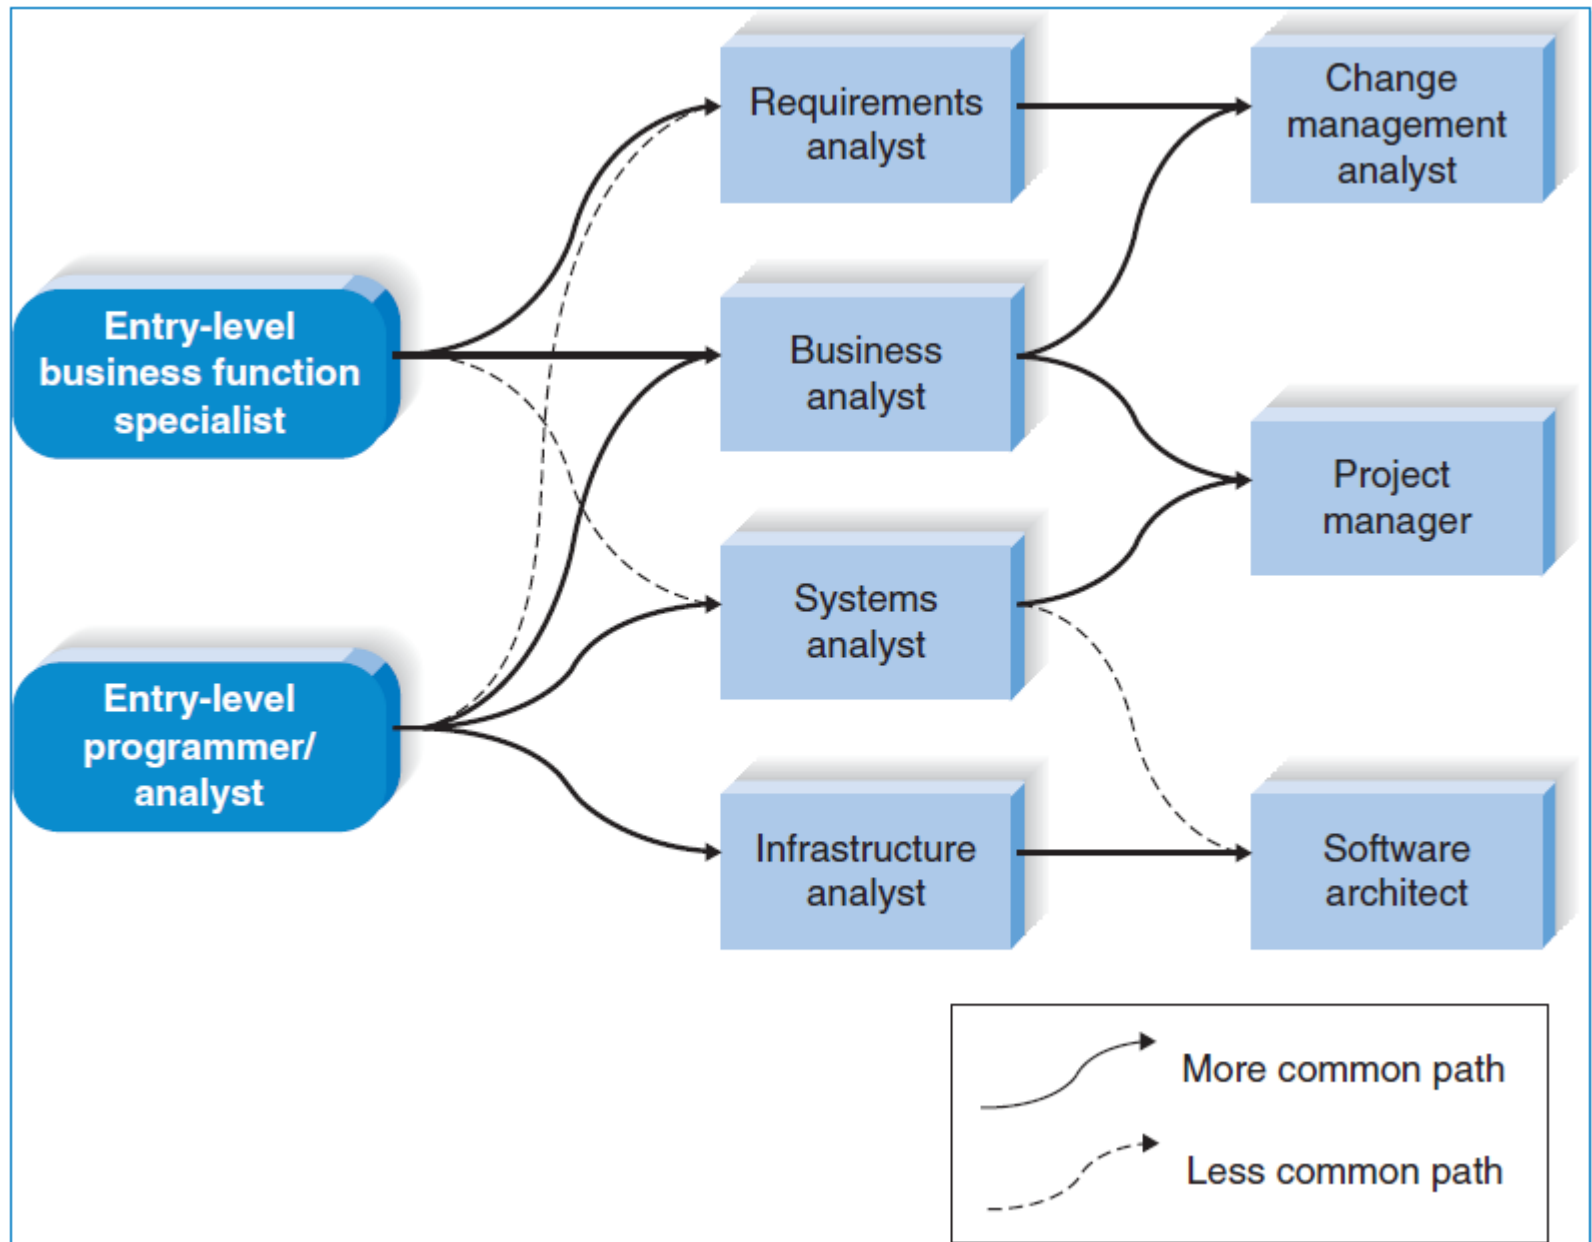 Requirements
analyst
Change
management
analyst
Entry-level
business function
specialist
Business
analyst
Project
manager
Systems
analyst
Entry-level
programmer/
analyst
Infrastructure
analyst
Software
architect
More common path
Less common path